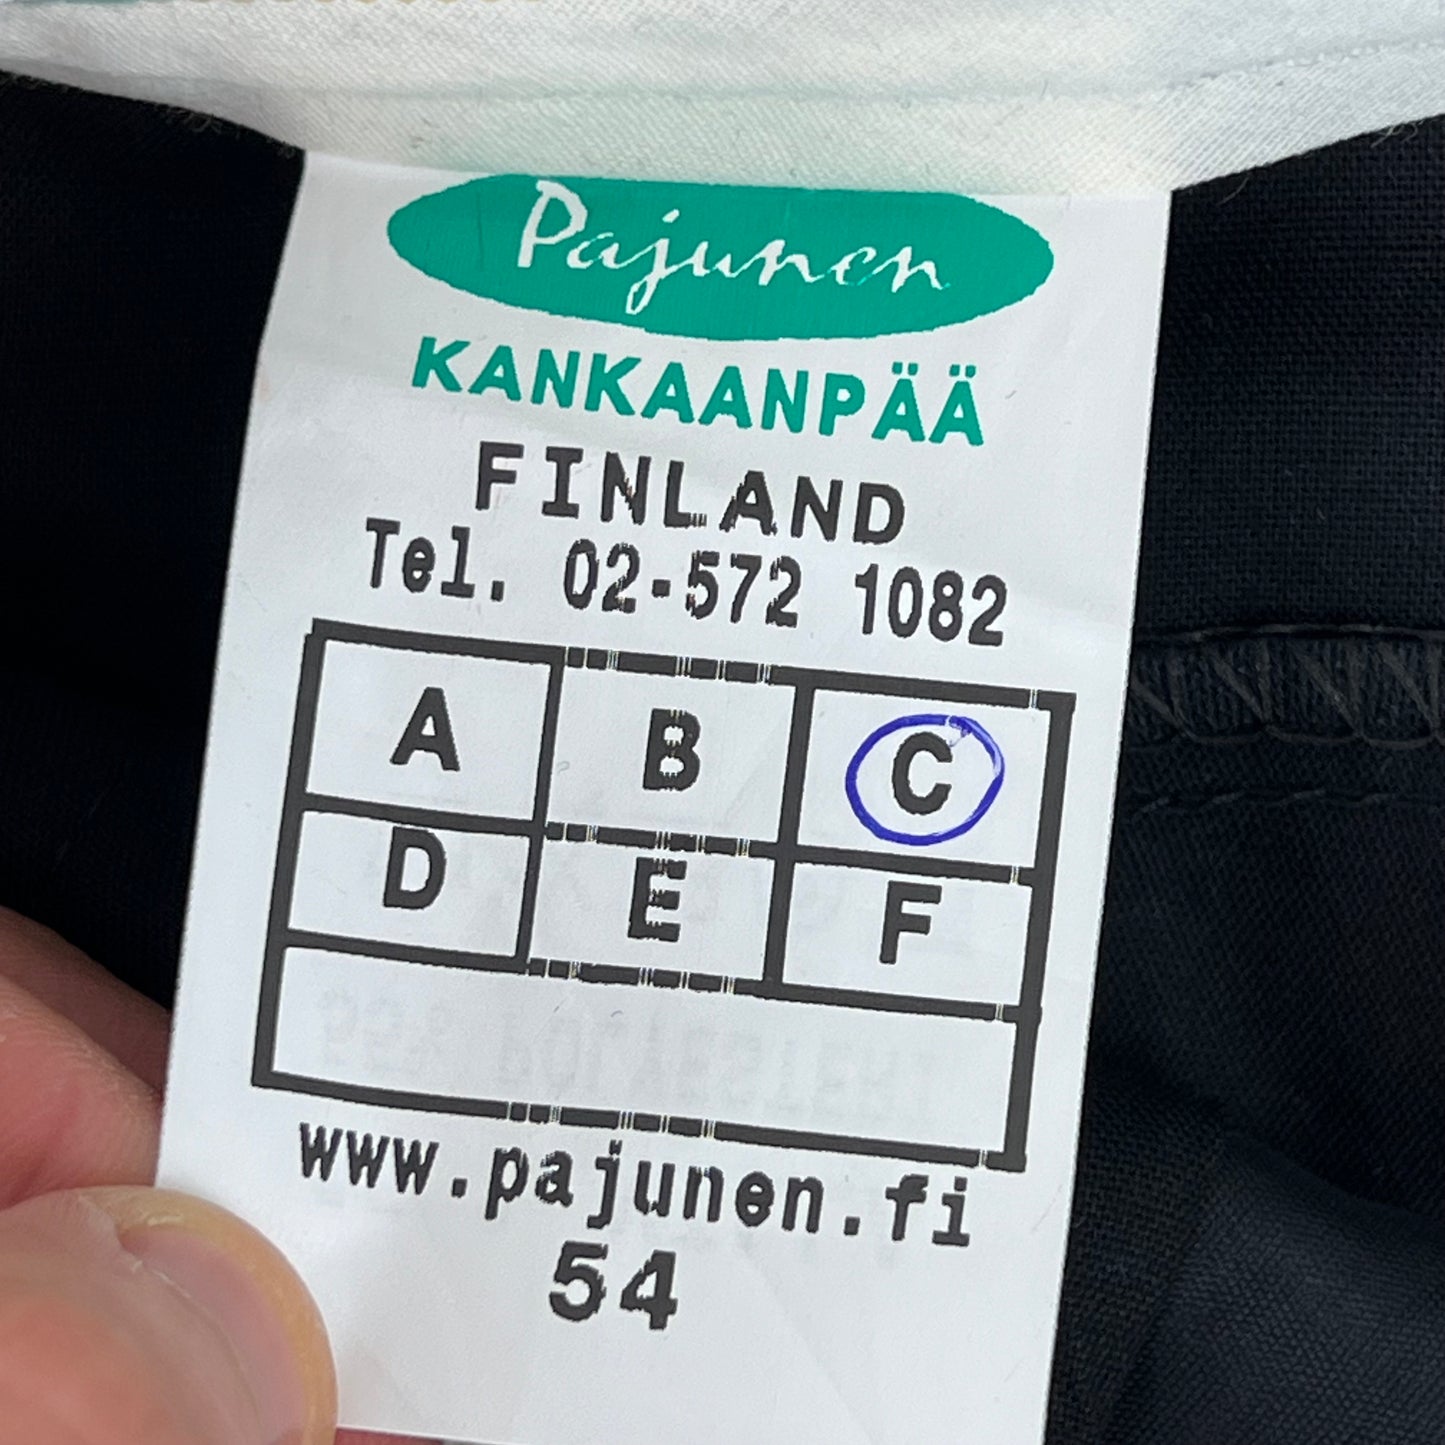 Pajunen
KANKAANPÄÄ
FINLAND
Tel. 02-572 1082
A B C
D E F
www.pajunen.fi
54